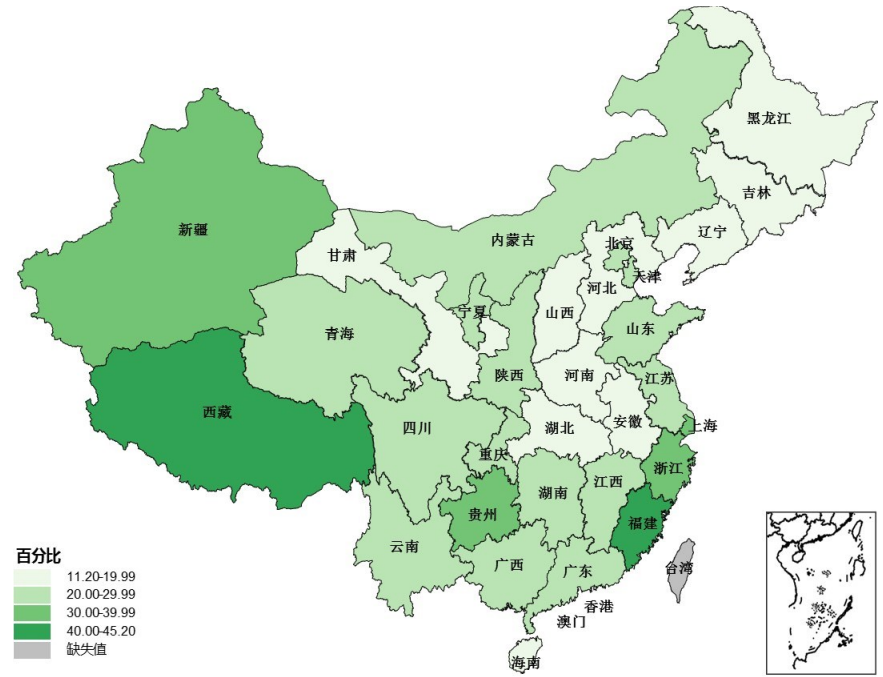 黑龙江
吉林
辽宁
新疆
内蒙古
北京
甘肃
天津
河北
宁夏
山西
青海
山东
陕西
河南
江苏
西藏
四川
安徽
上海
湖北
重庆
浙江
江西
湖南
贵州
福建
云南
广西
广东
台湾
香港
澳门
海南
百分比
11.20-19.99
20.00-29.99
30.00-39.99
40.00-45.20
缺失值